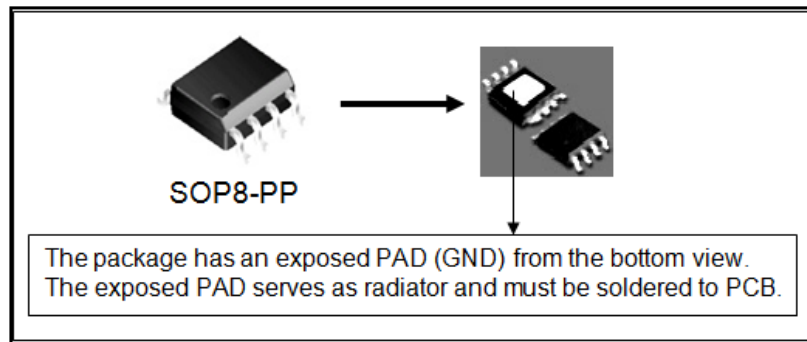 SOP8-PP
The package has an exposed PAD (GND) from the bottom view.
The exposed PAD serves as radiator and must be soldered to PCB.